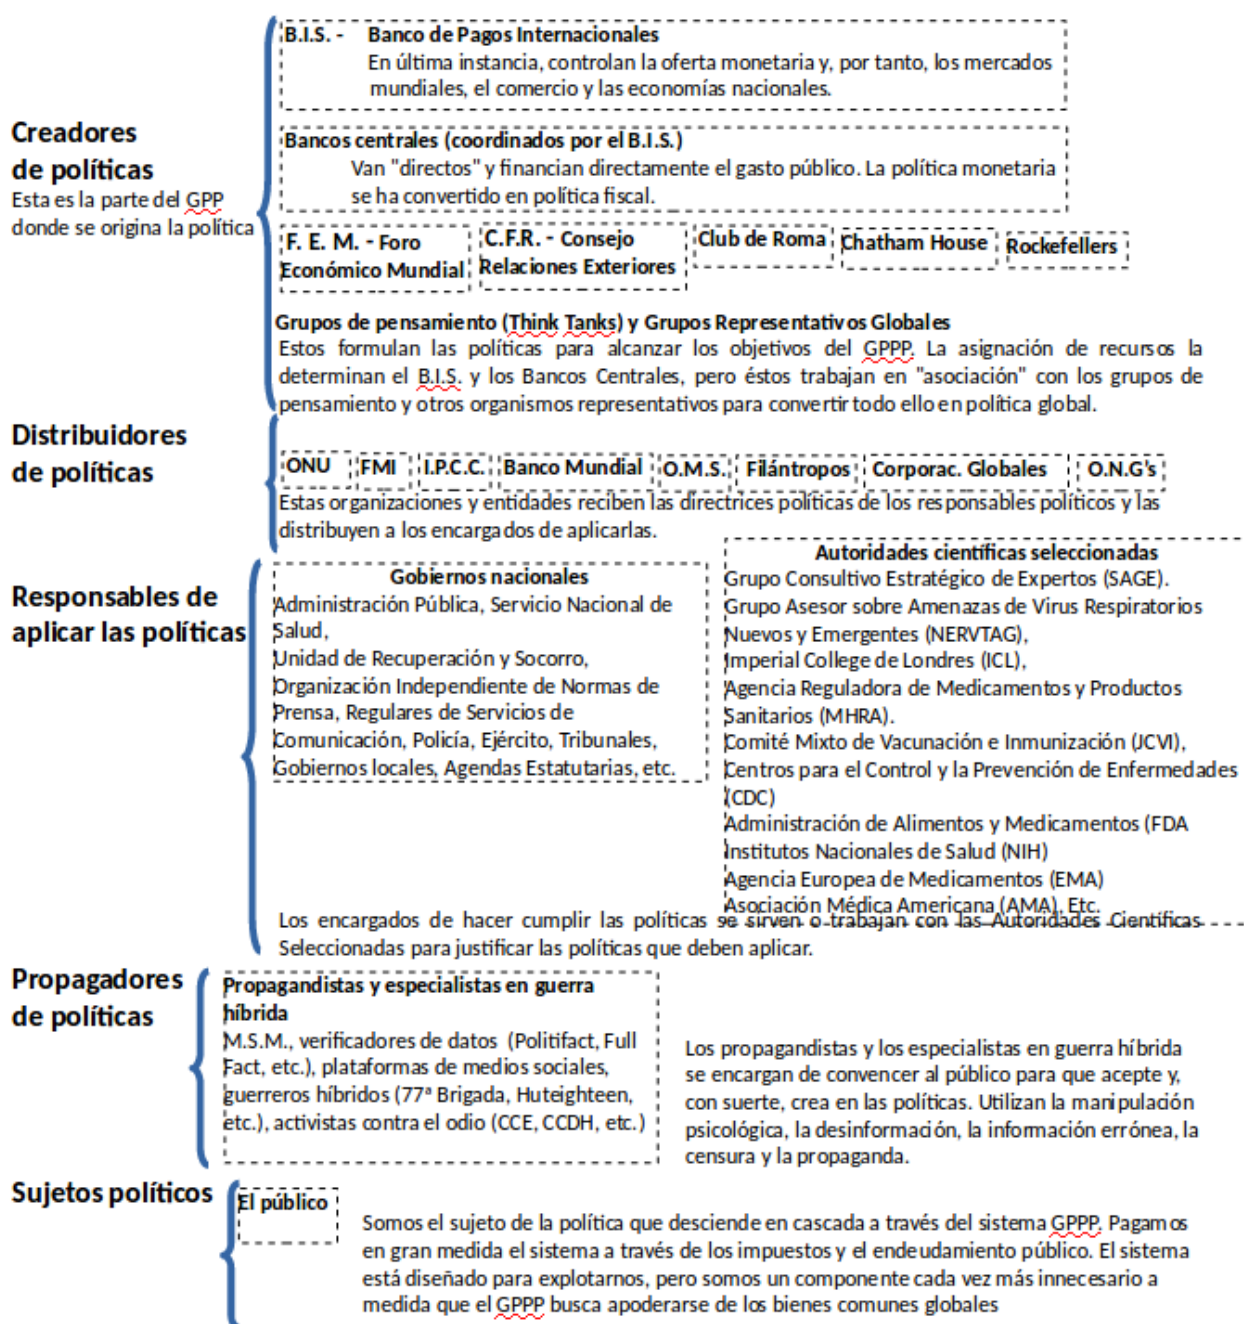 B.I.S. - Banco de Pagos Internacionales
En última instancia, controlan la oferta monetaria y, por tanto, los mercados
mundiales, el comercio y las economías nacionales.
Creadores
de políticas
Esta es la parte del GPP
donde se origina la política
Bancos centrales (coordinados por el B.I.S.)
Van "directos" y financian directamente el gasto público. La política monetaria
se ha convertido en política fiscal.
F. E. M. - Foro
Económico Mundial
C.F.R. - Consejo
Relaciones Exteriores
Club de Roma
Chatham House
Rockefellers
Grupos de pensamiento (Think Tanks) y Grupos Representativos Globales
Estos formulan las políticas para alcanzar los objetivos del GPPP. La asignación de recursos la
determinan el B.I.S. y los Bancos Centrales, pero éstos trabajan en "asociación" con los grupos de
pensamiento y otros organismos representativos para convertir todo ello en política global.
Distribuidores
de políticas
ONU
FMI
I.P.C.C.
Banco Mundial
O.M.S.
Filántropos
Corporac. Globales
O.N.G's
Estas organizaciones y entidades reciben las directrices políticas de los responsables políticos y las
distribuyen a los encargados de aplicarlas.
Responsables de
aplicar las políticas
Gobiernos nacionales
Administración Pública, Servicio Nacional de
Salud,
Unidad de Recuperación y Socorro,
Organización Independiente de Normas de
Prensa, Regulares de Servicios de
Comunicación, Policía, Ejército, Tribunales,
Gobiernos locales, Agendas Estatutarias, etc.
Autoridades científicas seleccionadas
Grupo Consultivo Estratégico de Expertos (SAGE).
Grupo Asesor sobre Amenazas de Virus Respiratorios
Nuevos y Emergentes (NERVTAG),
Imperial College de Londres (ICL),
Agencia Reguladora de Medicamentos y Productos
Sanitarios (MHRA).
Comité Mixto de Vacunación e Inmunización (JCVI),
Centros para el Control y la Prevención de Enfermedades
(CDC)
Administración de Alimentos y Medicamentos (FDA
Institutos Nacionales de Salud (NIH)
Agencia Europea de Medicamentos (EMA)
Asociación Médica Americana (AMA), Etc.
Los encargados de hacer cumplir las políticas se sirven o trabajan con las Autoridades Científicas
Seleccionadas para justificar las políticas que deben aplicar.
Propagadores
de políticas
Propagandistas y especialistas en guerra
híbrida
M.S.M., verificadores de datos (Politifact, Full
Fact, etc.), plataformas de medios sociales,
guerreros híbridos (77ª Brigada, Huteighteen,
etc.), activistas contra el odio (CCE, CCDH, etc.)
Los propagandistas y los especialistas en guerra híbrida
se encargan de convencer al público para que acepte y,
con suerte, crea en las políticas. Utilizan la manipulación
psicológica, la desinformación, la información errónea, la
censura y la propaganda.
Sujetos políticos
El público
Somos el sujeto de la política que desciende en cascada a través del sistema GPPP. Pagamos
en gran medida el sistema a través de los impuestos y el endeudamiento público. El sistema
está diseñado para explotarnos, pero somos un componente cada vez más innecesario a
medida que el GPPP busca apoderarse de los bienes comunes globales